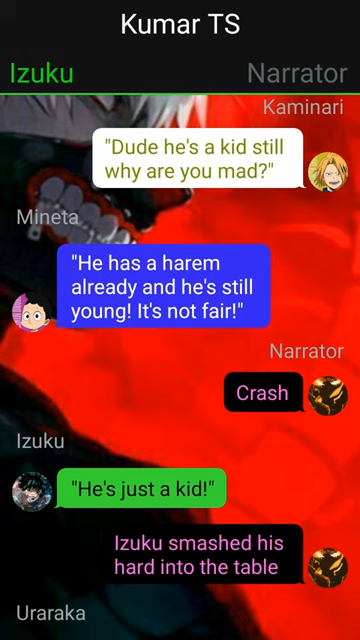 Kumar TS
Izuku
Narrator
Kaminari
"Dude he's a kid still
why are you mad?"
Mineta
"He has a harem
already and he's still
young! It's not fair!"
Narrator
Crash
Izuku
"He's just a kid!"
Izuku smashed his
hard into the table
Uraraka